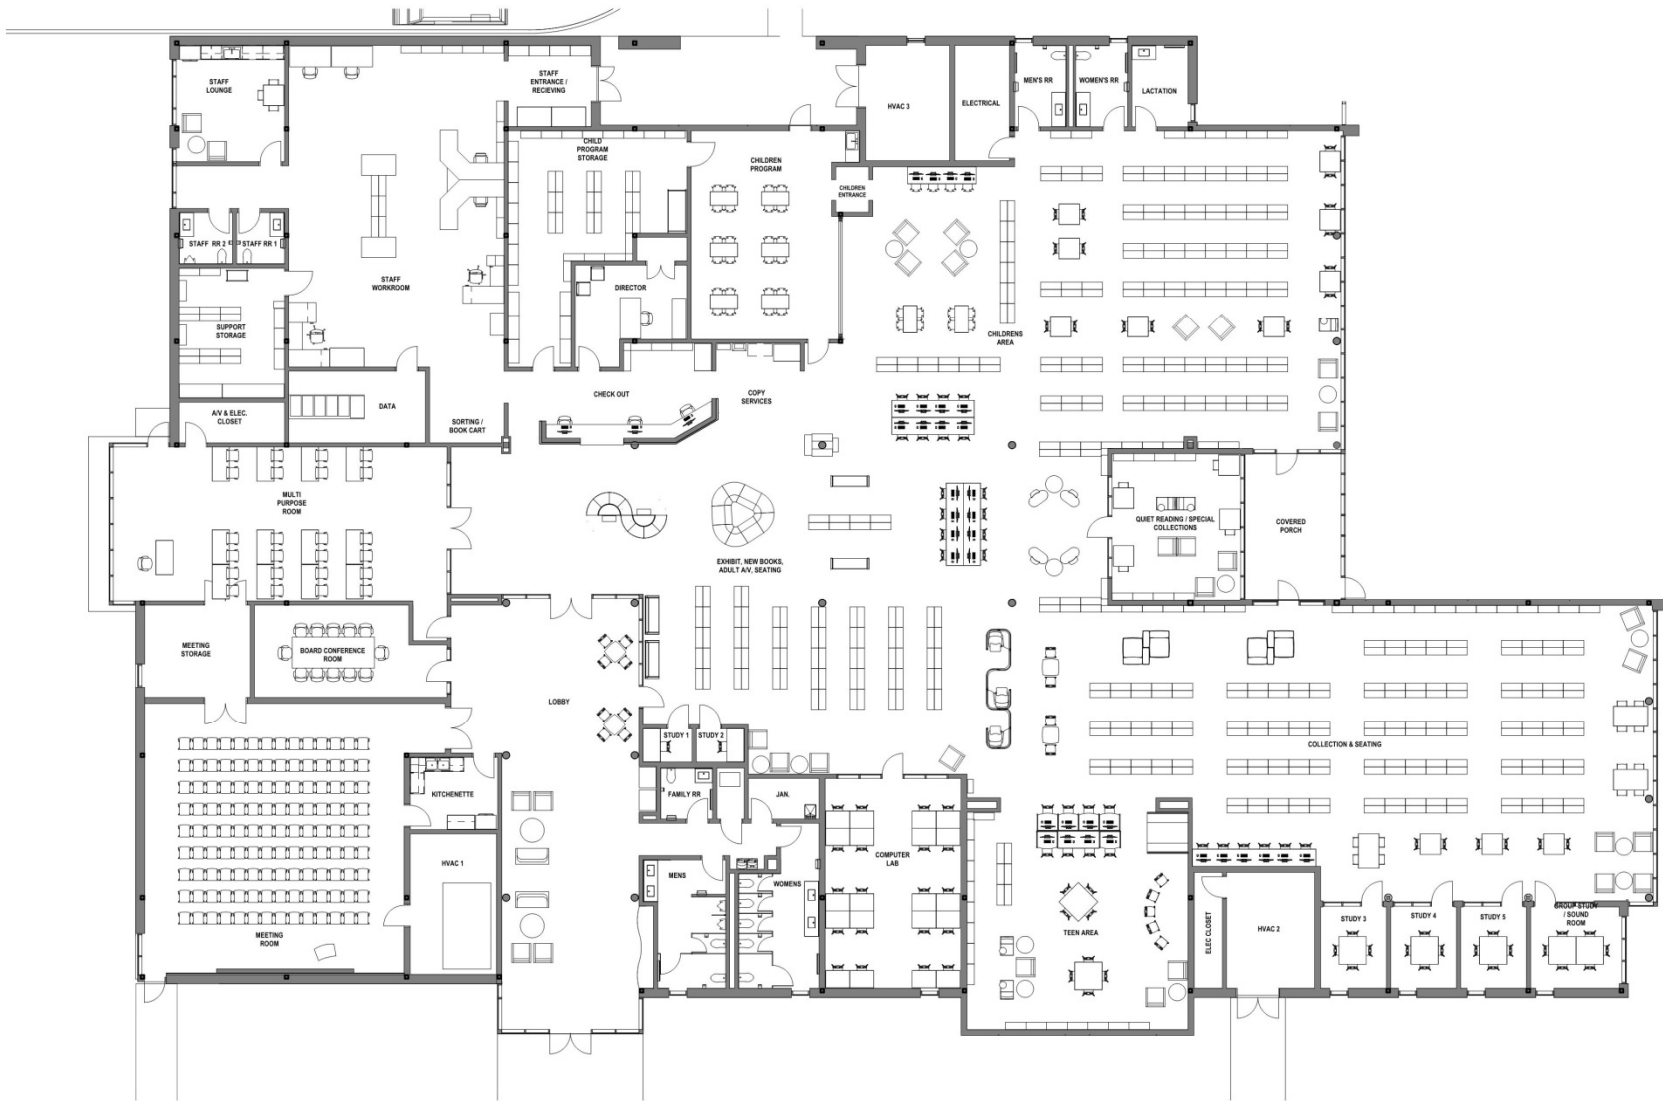 STAFF
LOUNGE
STAFF
ENTRANCE /
RECIEVING
HVAC 3
ELECTRICAL
MEN'S RR
WOMEN'S RR
LACTATION
CHILD
PROGRAM
STORAGE
CHILDREN
PROGRAM
CHILDREN
ENTRANCE
STAFF RR 2
STAFF RR 1
STAFF
WORKROOM
DIRECTOR
SUPPORT
STORAGE
CHILDRENS
AREA
CHECK OUT
COPY
SERVICES
A/V & ELEC.
CLOSET
DATA
SORTING /
BOOK CART
MULTI
PURPOSE
ROOM
QUIET READING / SPECIAL
COLLECTIONS
COVERED
PORCH
EXHIBIT, NEW BOOKS,
ADULT A/V, SEATING
MEETING
STORAGE
BOARD CONFERENCE
ROOM
LOBBY
STUDY 1
STUDY 2
COLLECTION & SEATING
KITCHENETTE
FAMILY RR
JAN.
HVAC 1
COMPUTER
LAB
MENS
WOMENS
MEETING
ROOM
TEEN AREA
ELEC CLOSET
HVAC 2
STUDY 3
STUDY 4
STUDY 5
GROUP STUDY
/ SOUND
ROOM